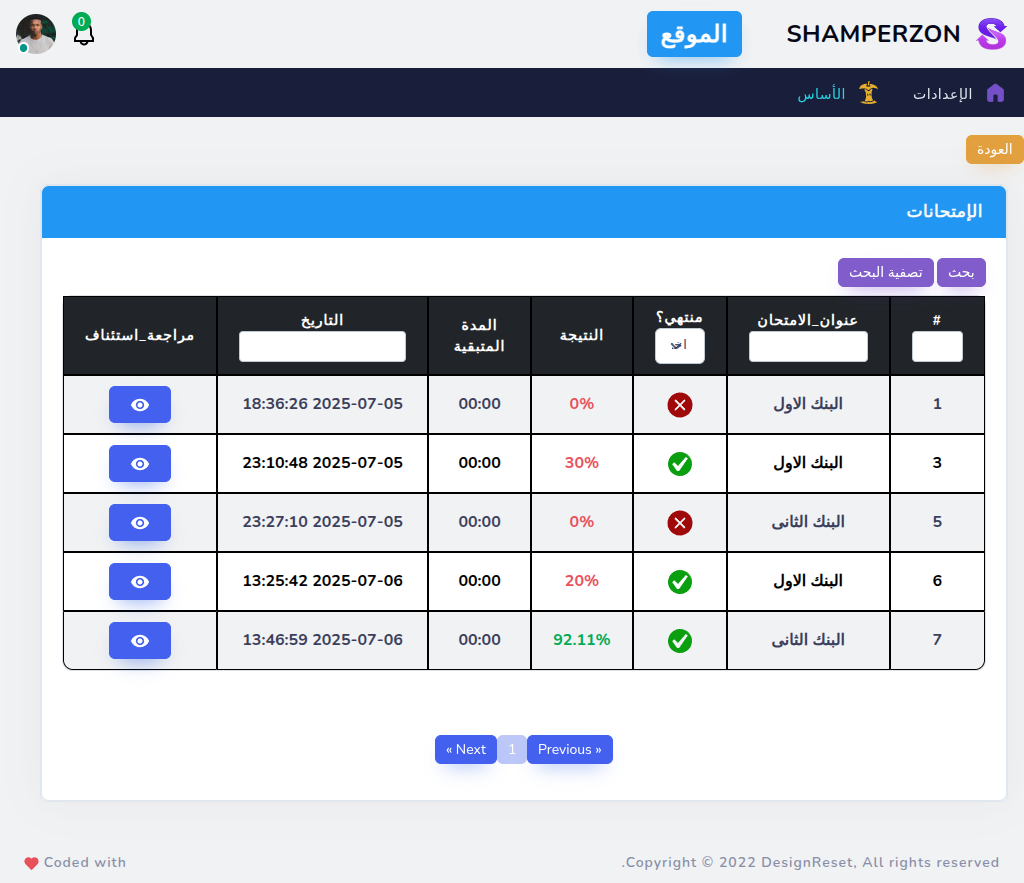 SHAMPERZON
الموقع
0
الإعدادات
الأساس
العودة
الإمتحانات
بحث
تصفية البحث
# عنوان_الامتحان منتهي؟ النتيجة المدة المتبقية التاريخ مراجعة_استئناف
1 البنك الاول 0% 00:00 2025-07-05 18:36:26
3 البنك الاول 30% 00:00 2025-07-05 23:10:48
5 البنك الثانى 0% 00:00 2025-07-05 23:27:10
6 البنك الاول 20% 00:00 2025-07-06 13:25:42
7 البنك الثانى 92.11% 00:00 2025-07-06 13:46:59
Previous »
1
« Next
.Copyright © 2022 DesignReset, All rights reserved
Coded with